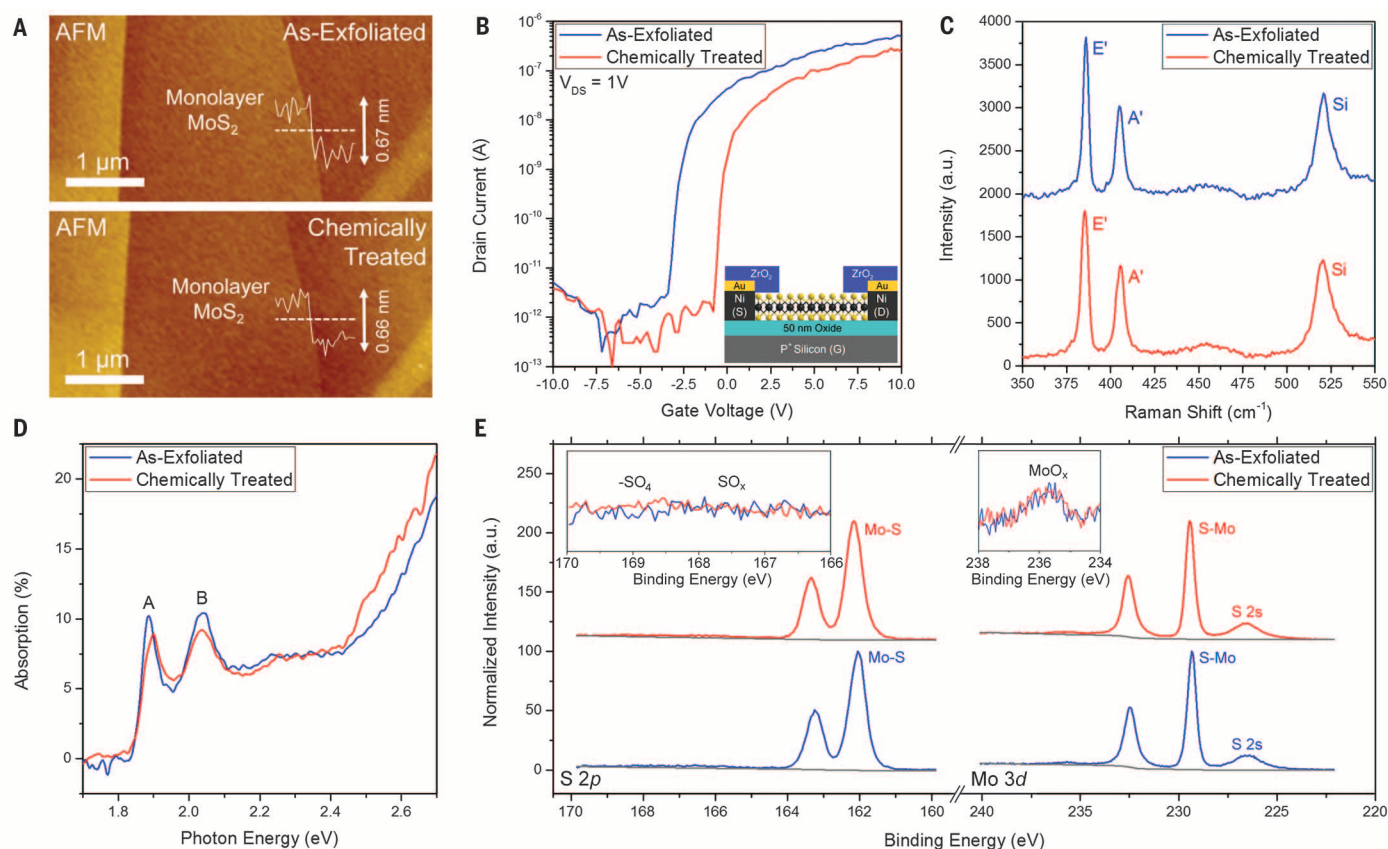 A
AFM
As-Exfoliated
Monolayer
MoS₂
0.67 nm
1 µm
AFM
Chemically
Treated
Monolayer
MoS₂
0.66 nm
1 µm
B
As-Exfoliated
Chemically Treated
V_DS = 1V
10⁻⁶
10⁻⁷
10⁻⁸
10⁻⁹
10⁻¹⁰
10⁻¹¹
10⁻¹²
10⁻¹³
Drain Current (A)
ZrO₂
ZrO₂
Au
Au
Ni
(S)
Ni
(D)
50 nm Oxide
P⁺ Silicon (G)
-10.0 -7.5 -5.0 -2.5 0.0 2.5 5.0 7.5 10.0
Gate Voltage (V)
C
As-Exfoliated
Chemically Treated
4000
3500
3000
2500
2000
1500
1000
500
0
Intensity (a.u.)
E'
A'
Si
E'
A'
Si
350 375 400 425 450 475 500 525 550
Raman Shift (cm⁻¹)
D
As-Exfoliated
Chemically Treated
20
15
10
5
0
Absorption (%)
A
B
1.8 2.0 2.2 2.4 2.6
Photon Energy (eV)
E
As-Exfoliated
Chemically Treated
250
200
150
100
50
0
Normalized Intensity (a.u.)
-SO₄ SOₓ
170 169 168 167 166
Binding Energy (eV)
MoOₓ
238 236 234
Binding Energy (eV)
Mo-S
S-Mo
S 2s
Mo-S
S-Mo
S 2s
S 2p
Mo 3d
170 168 166 164 162 160 240 235 230 225 220
Binding Energy (eV)